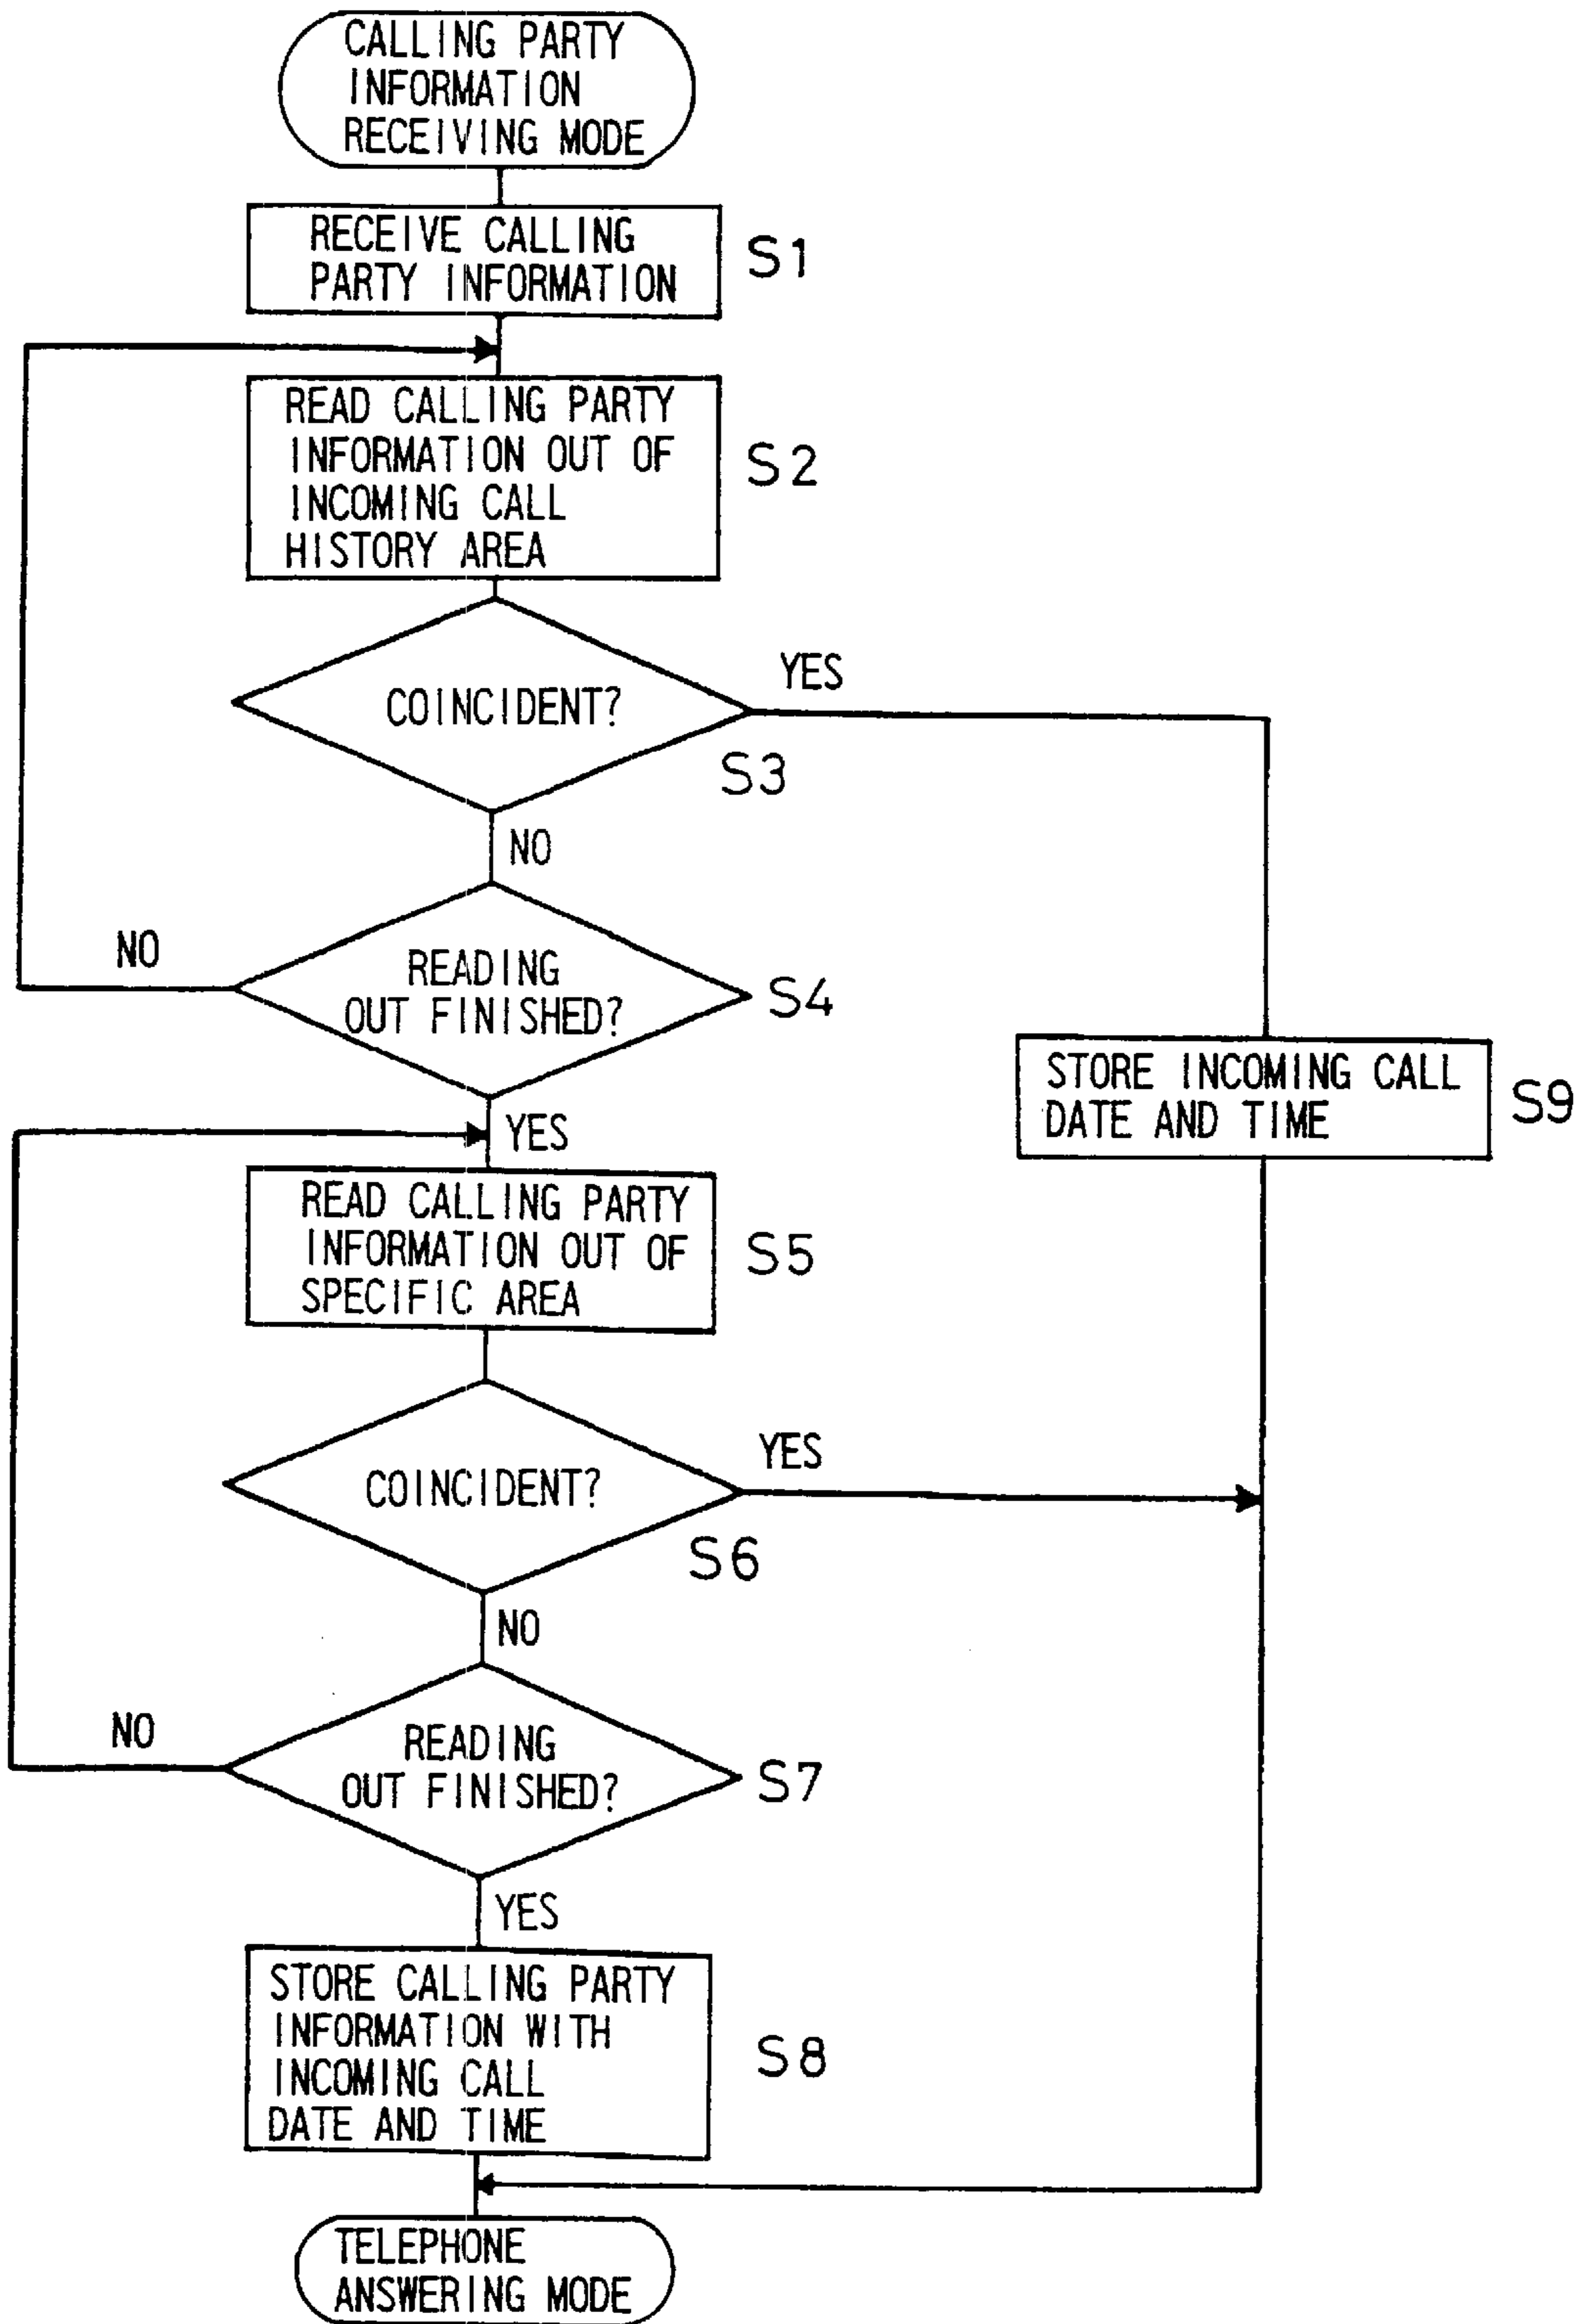 CALLING PARTY
INFORMATION
RECEIVING MODE
RECEIVE CALLING
PARTY INFORMATION
S1
READ CALLING PARTY
INFORMATION OUT OF
INCOMING CALL
HISTORY AREA
S2
COINCIDENT?
YES
S3
NO
READING
OUT FINISHED?
NO
S4
STORE INCOMING CALL
DATE AND TIME
S9
YES
READ CALLING PARTY
INFORMATION OUT OF
SPECIFIC AREA
S5
COINCIDENT?
YES
S6
NO
READING
OUT FINISHED?
NO
S7
YES
STORE CALLING PARTY
INFORMATION WITH
INCOMING CALL
DATE AND TIME
S8
TELEPHONE
ANSWERING MODE